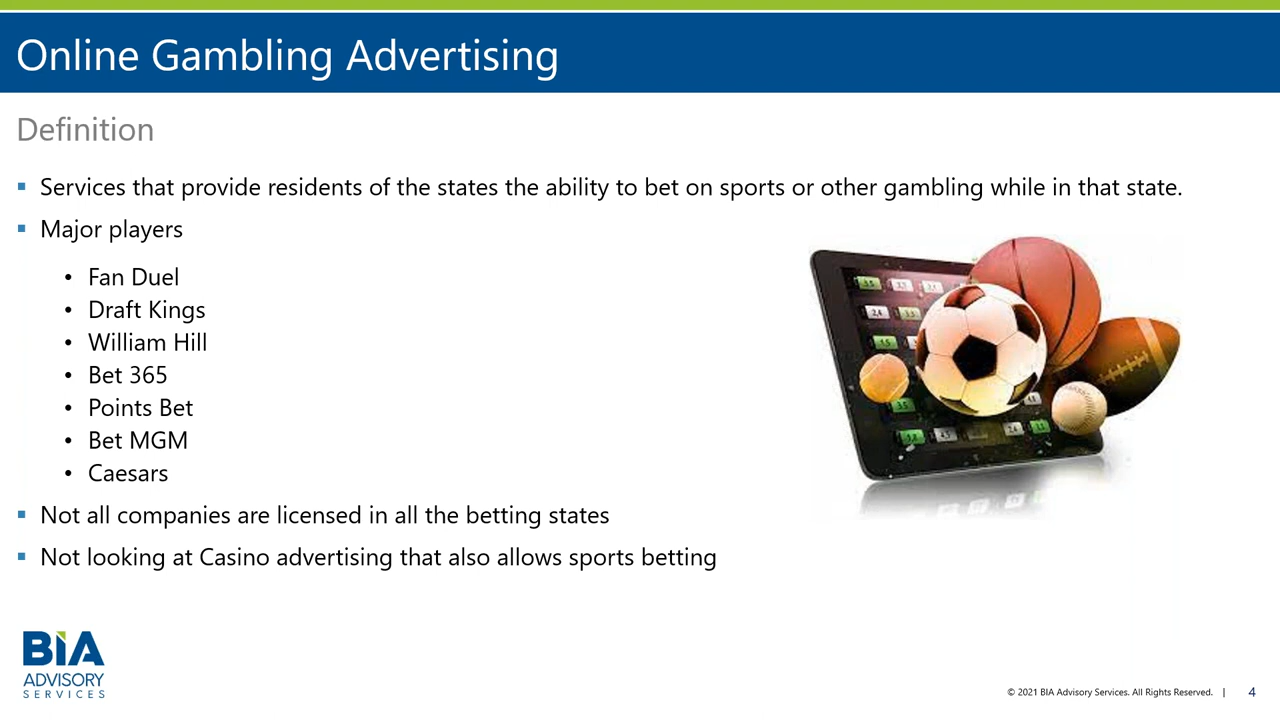 Online Gambling Advertising
Definition
▪ Services that provide residents of the states the ability to bet on sports or other gambling while in that state.
▪ Major players
• Fan Duel
• Draft Kings
• William Hill
• Bet 365
• Points Bet
• Bet MGM
• Caesars
▪ Not all companies are licensed in all the betting states
▪ Not looking at Casino advertising that also allows sports betting
BIA
ADVISORY
SERVICES
© 2021 BIA Advisory Services. All Rights Reserved. | 4